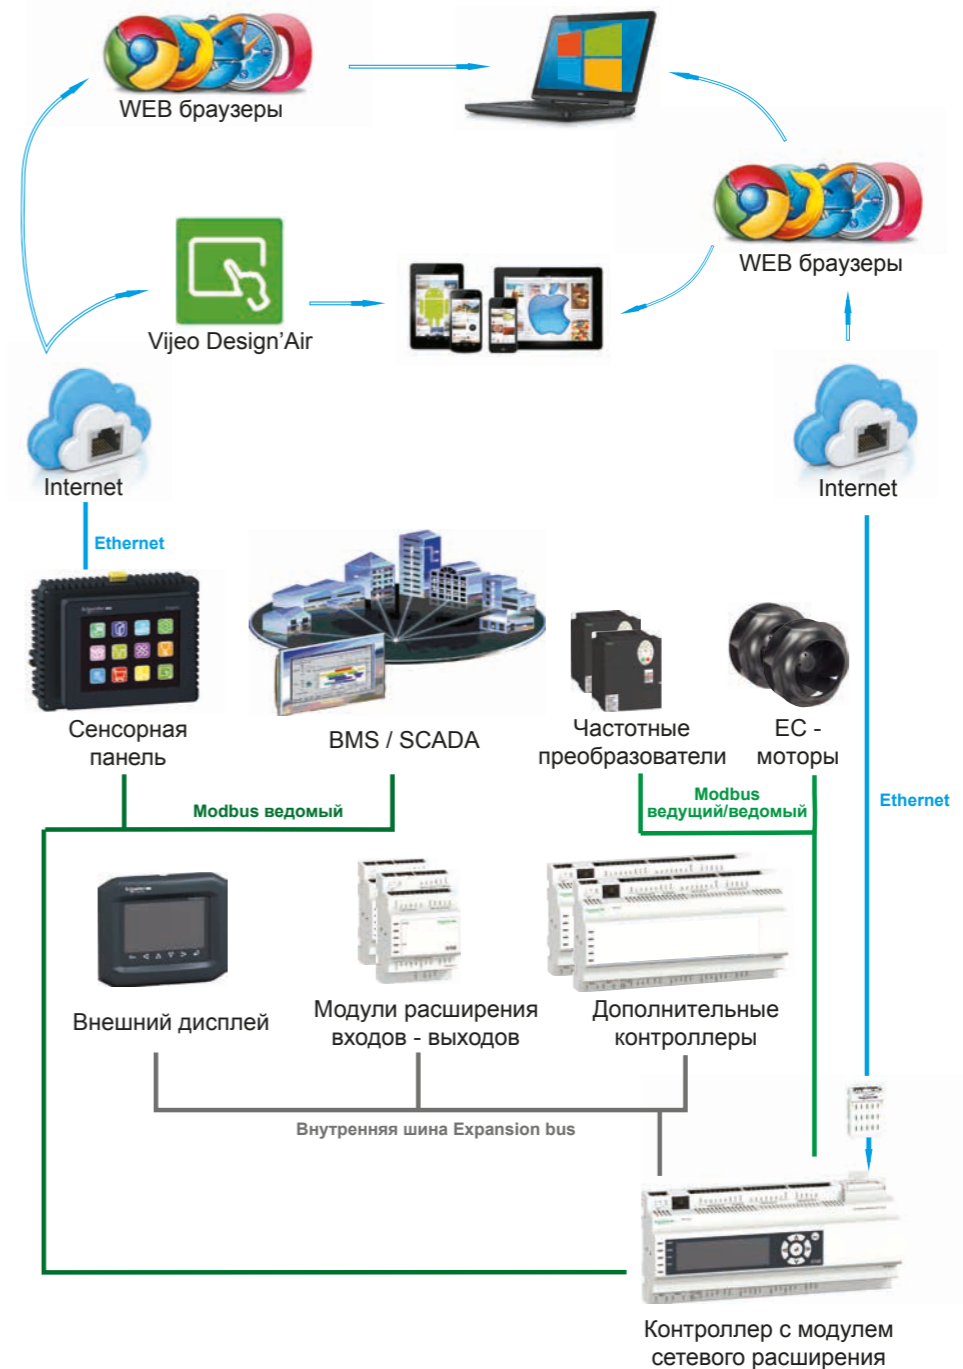 WEB браузеры
WEB браузеры
Vijeo Design’Air
Internet
Internet
Ethernet
Сенсорная
панель
BMS / SCADA
Частотные
преобразователи
EC -
моторы
Modbus ведомый
Modbus
ведущий/ведомый
Ethernet
Внешний дисплей
Модули расширения
входов - выходов
Дополнительные
контроллеры
Внутренняя шина Expansion bus
Контроллер с модулем
сетевого расширения